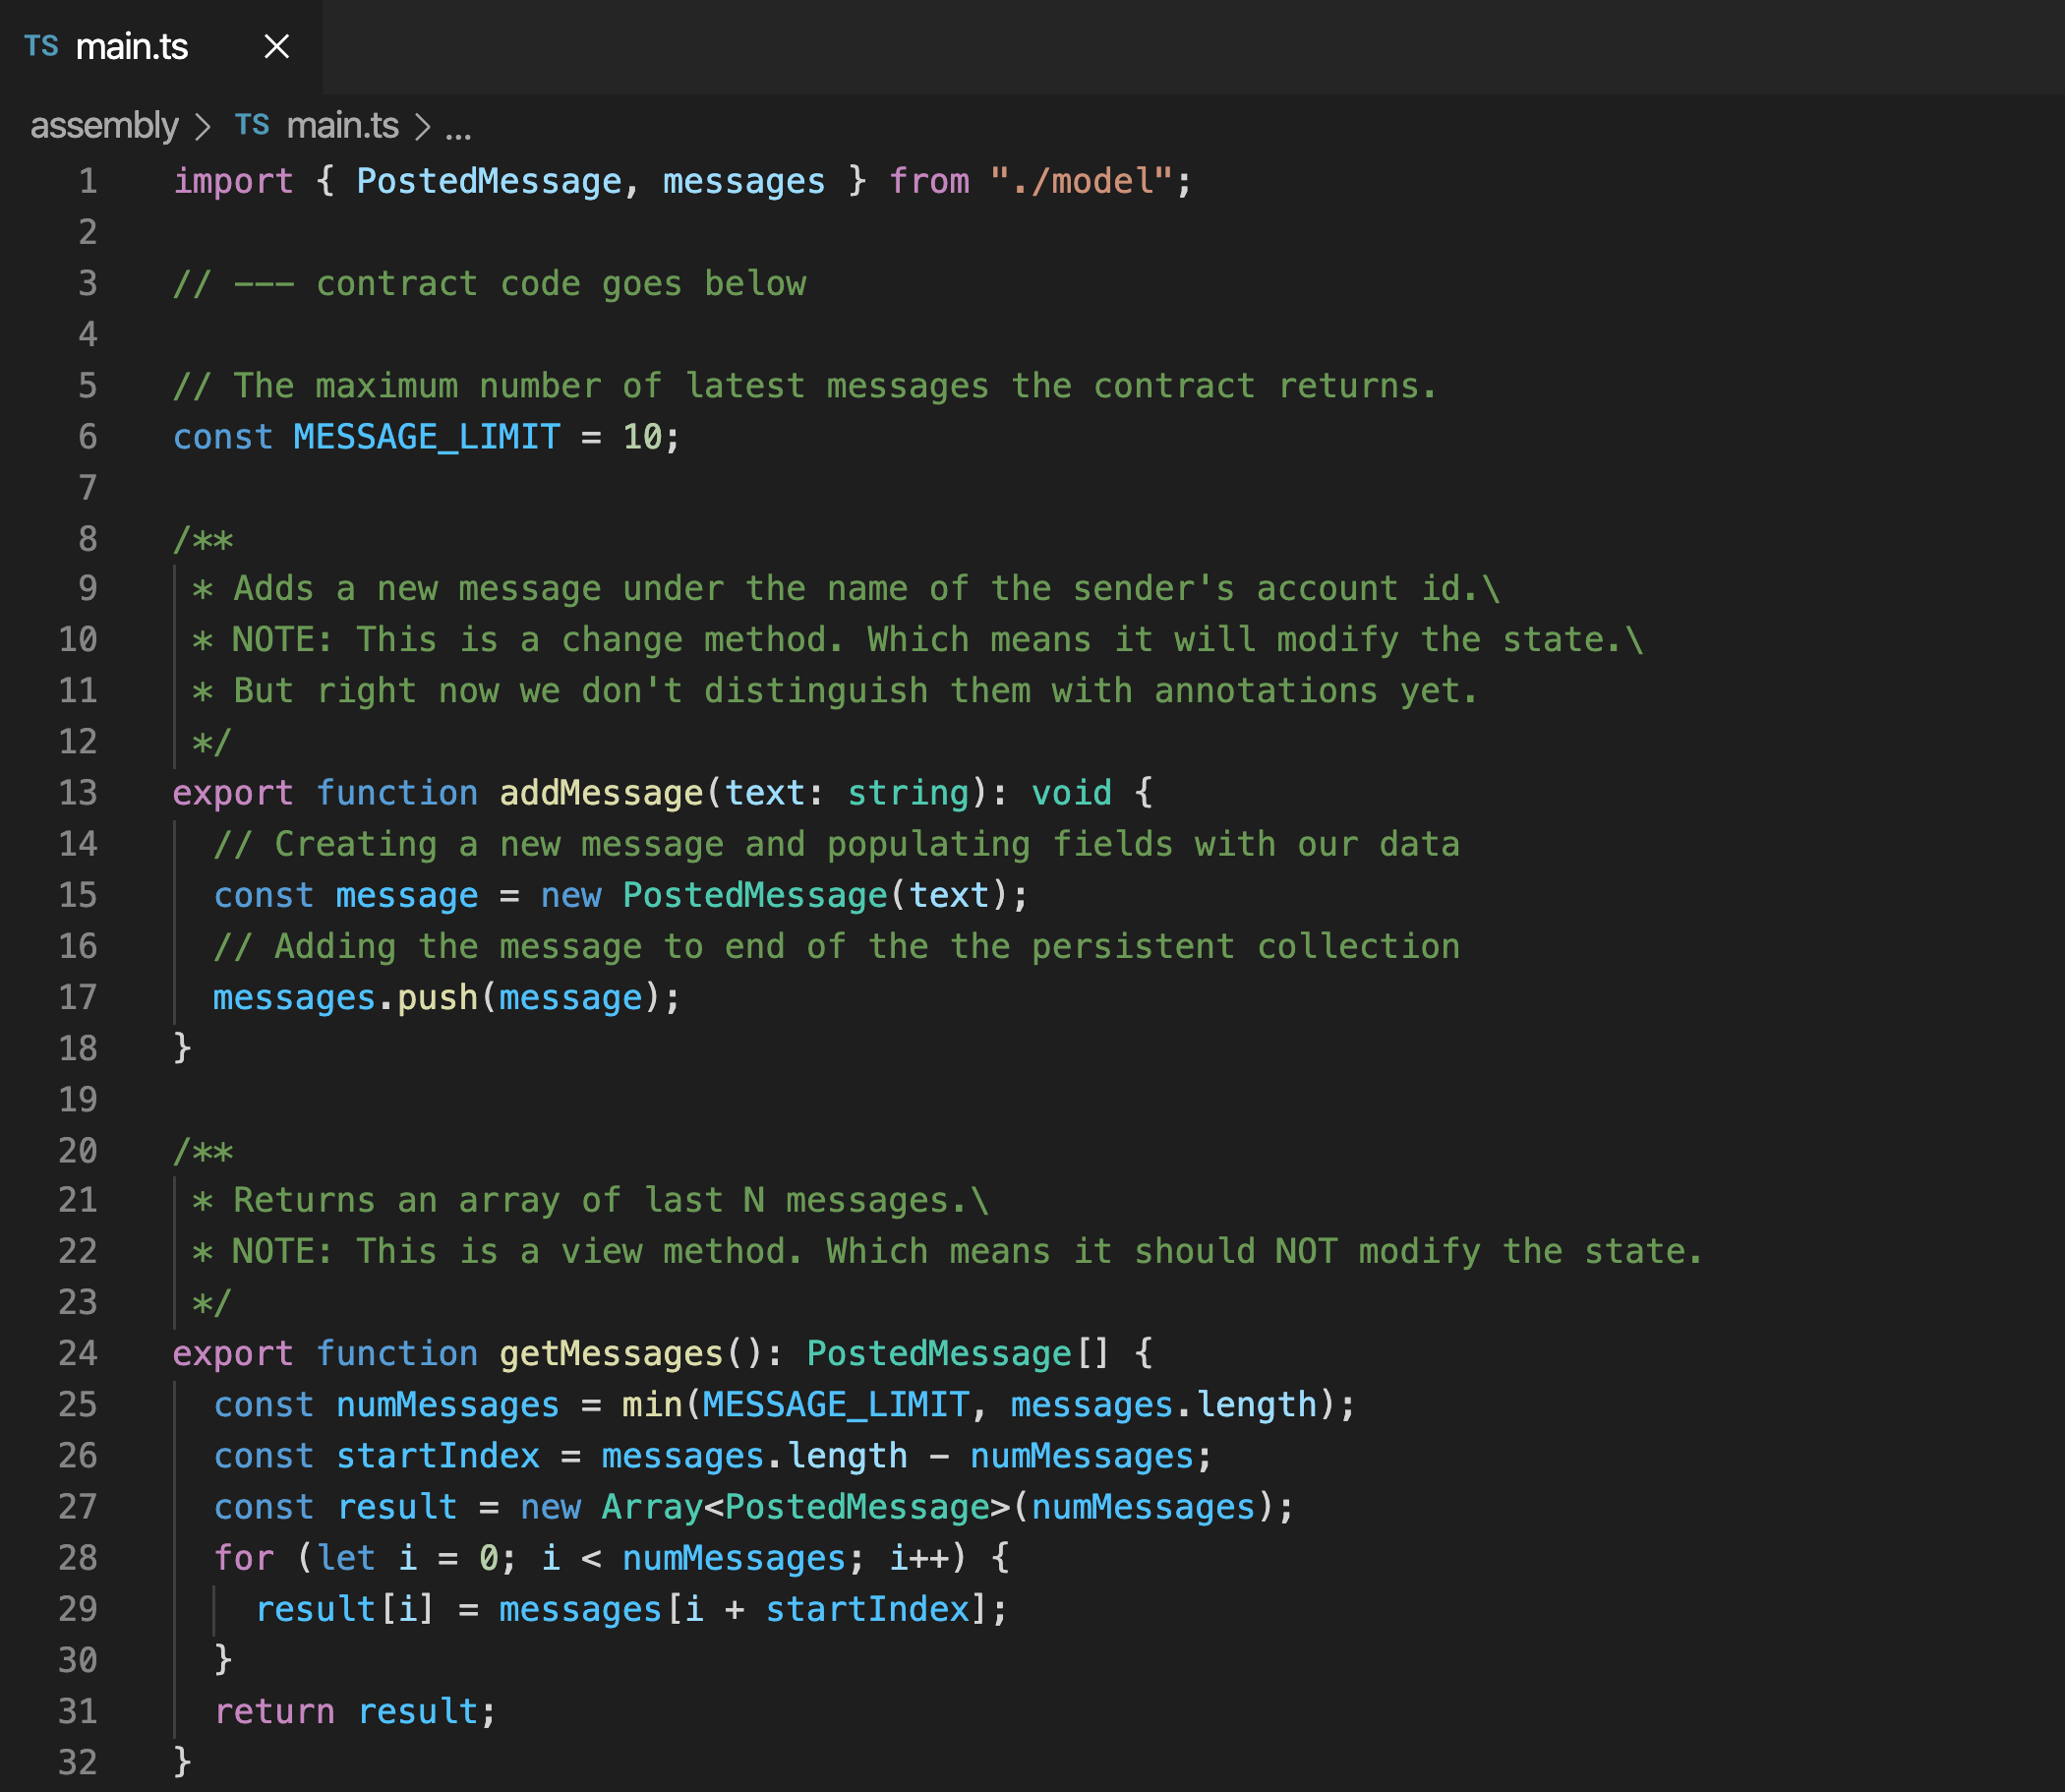 TS main.ts ×
assembly > TS main.ts > ...
1 import { PostedMessage, messages } from "./model";
2
3 // --- contract code goes below
4
5 // The maximum number of latest messages the contract returns.
6 const MESSAGE_LIMIT = 10;
7
8 /**
9  * Adds a new message under the name of the sender's account id.\
10  * NOTE: This is a change method. Which means it will modify the state.\
11  * But right now we don't distinguish them with annotations yet.
12  */
13 export function addMessage(text: string): void {
14   // Creating a new message and populating fields with our data
15   const message = new PostedMessage(text);
16   // Adding the message to end of the the persistent collection
17   messages.push(message);
18 }
19
20 /**
21  * Returns an array of last N messages.\
22  * NOTE: This is a view method. Which means it should NOT modify the state.
23  */
24 export function getMessages(): PostedMessage[] {
25   const numMessages = min(MESSAGE_LIMIT, messages.length);
26   const startIndex = messages.length - numMessages;
27   const result = new Array<PostedMessage>(numMessages);
28   for (let i = 0; i < numMessages; i++) {
29     result[i] = messages[i + startIndex];
30   }
31   return result;
32 }